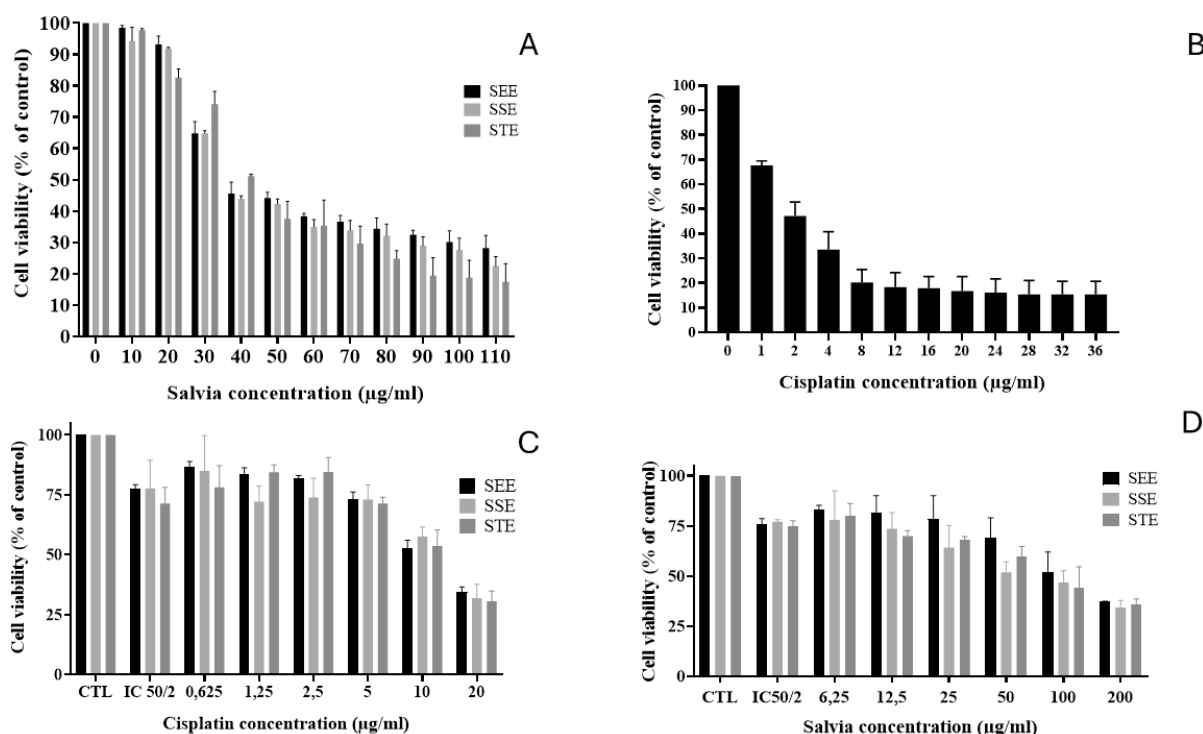 A
Cell viability (% of control)
100
90
80
70
60
50
40
30
20
10
0
SEE
SSE
STE
0 10 20 30 40 50 60 70 80 90 100 110
Salvia concentration (µg/ml)
B
Cell viability (% of control)
100
90
80
70
60
50
40
30
20
10
0
0 1 2 4 8 12 16 20 24 28 32 36
Cisplatin concentration (µg/ml)
C
Cell viability (% of control)
100
75
50
25
0
SEE
SSE
STE
CTL IC 50/2 0,625 1,25 2,5 5 10 20
Cisplatin concentration (µg/ml)
D
Cell viability (% of control)
100
75
50
25
0
SEE
SSE
STE
CTL IC50/2 6,25 12,5 25 50 100 200
Salvia concentration (µg/ml)